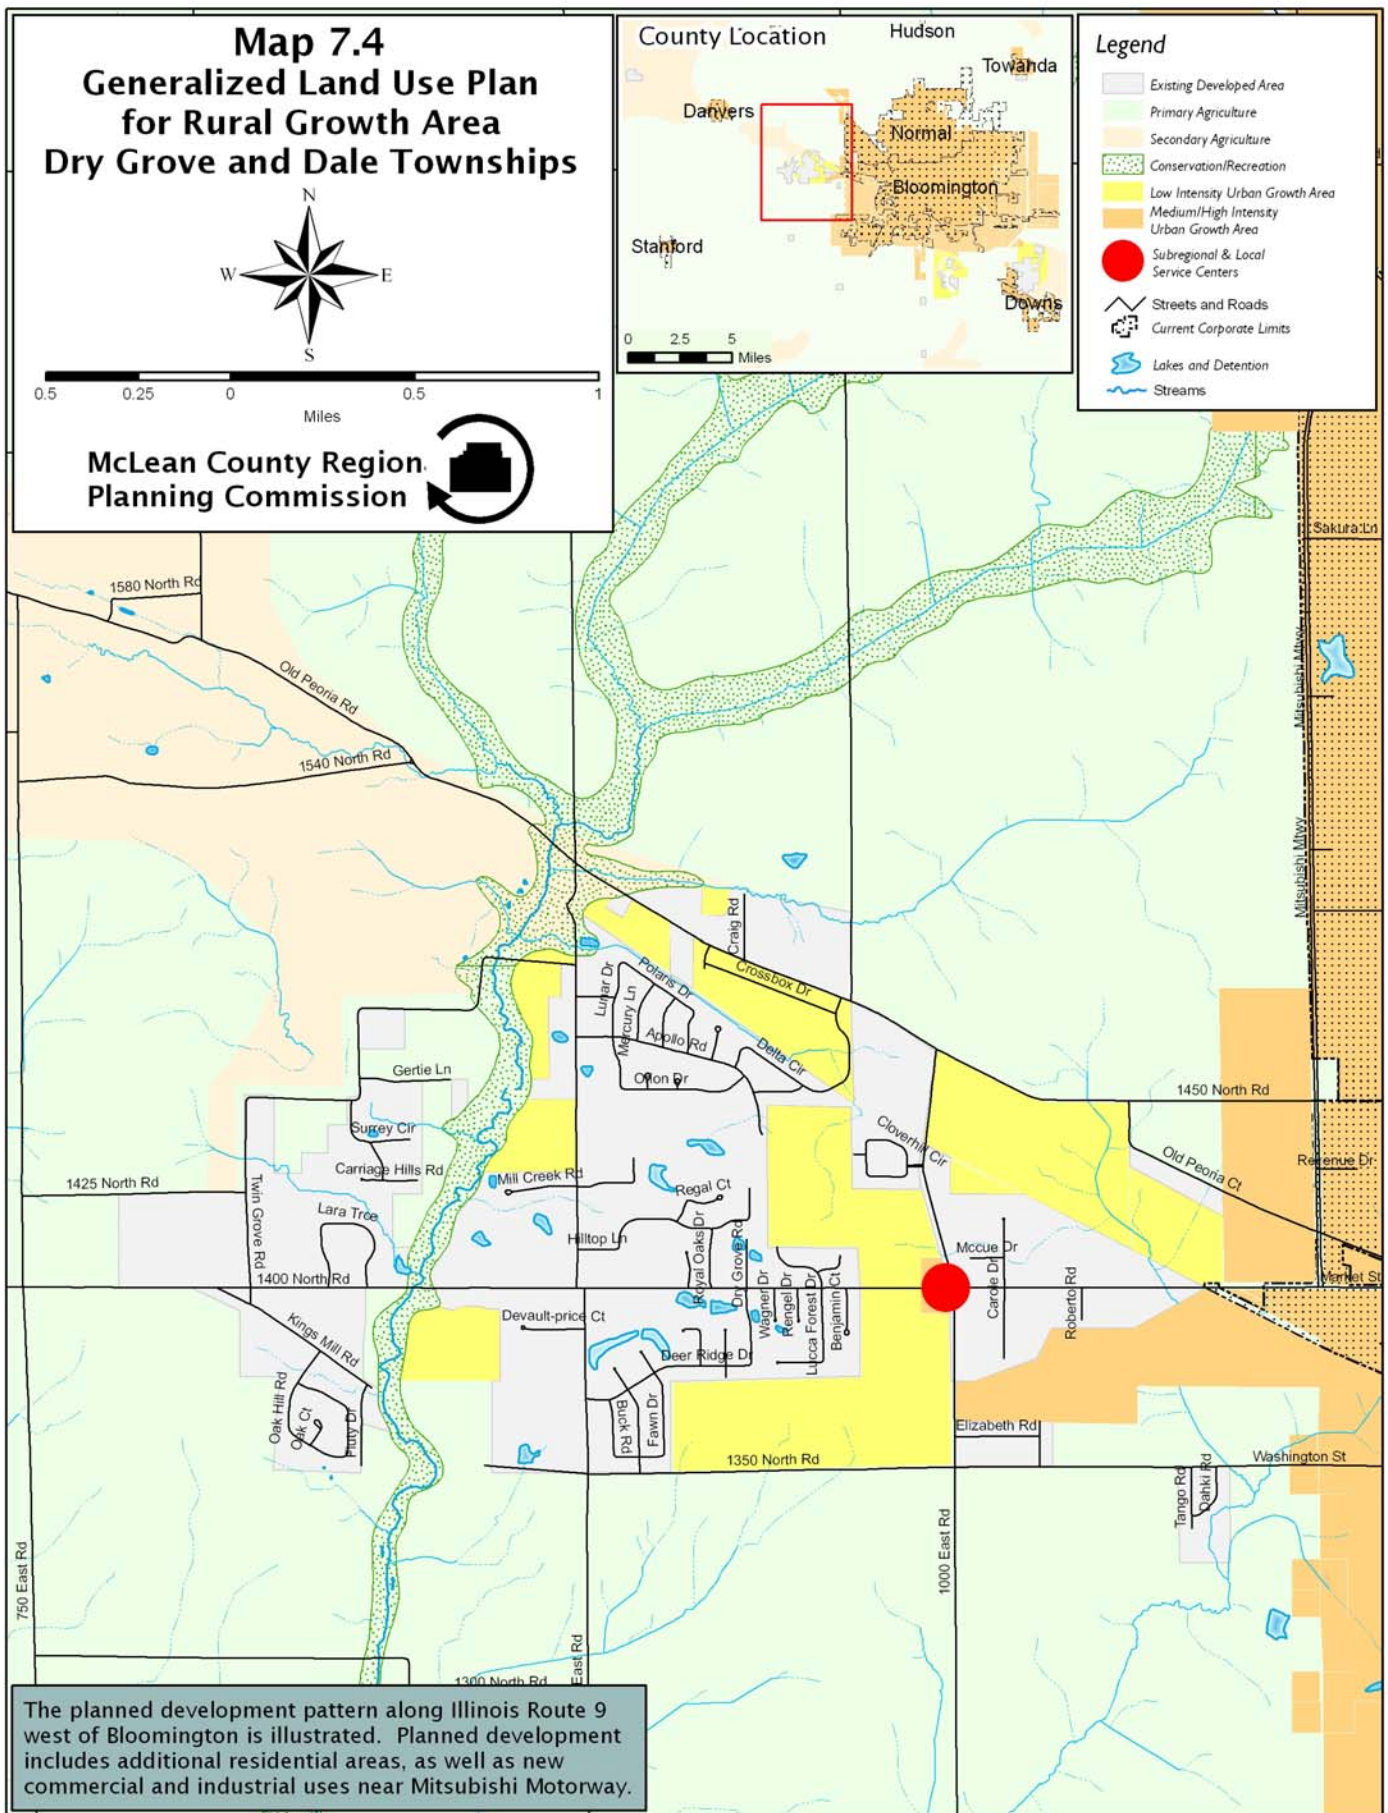 Map 7.4
Generalized Land Use Plan
for Rural Growth Area
Dry Grove and Dale Townships
N
W
E
S
0.5
0.25
0
0.5
1
Miles
McLean County Region
Planning Commission
County Location
Hudson
Towanda
Danvers
Normal
Bloomington
Stanford
Downs
0
2.5
5
Miles
Legend
Existing Developed Area
Primary Agriculture
Secondary Agriculture
Conservation/Recreation
Low Intensity Urban Growth Area
Medium/High Intensity
Urban Growth Area
Subregional & Local
Service Centers
Streets and Roads
Current Corporate Limits
Lakes and Detention
Streams
Sakura Ln
1580 North Rd
Old Peoria Rd
Mitsubishi Mtwy
1540 North Rd
Mitsubishi Mtwy
Craig Rd
Crossbox Dr
Polaris Dr
Lunar Dr
Mercury Ln
Apollo Rd
Delta Cir
Orion Dr
Gertie Ln
1450 North Rd
Surrey Cir
Cloverhill Cir
Carriage Hills Rd
Mill Creek Rd
Old Peoria Ct
Revenue Dr
1425 North Rd
Twin Grove Rd
Regal Ct
Lara Trce
Royal Oaks Dr
Dry Grove Rd
Hilltop Ln
Mccue Dr
Carole Dr
1400 North Rd
Market St
Wagner Dr
Rengel Dr
Lucca Forest Dr
Benjamin Ct
Roberto Rd
Devault-price Ct
Kings Mill Rd
Deer Ridge Dr
Oak Hill Rd
Oak Ct
Fluty Dr
Buck Rd
Fawn Dr
Elizabeth Rd
1350 North Rd
Washington St
Tango Rd
Dahki Rd
750 East Rd
1000 East Rd
East Rd
1300 North Rd
The planned development pattern along Illinois Route 9
west of Bloomington is illustrated. Planned development
includes additional residential areas, as well as new
commercial and industrial uses near Mitsubishi Motorway.